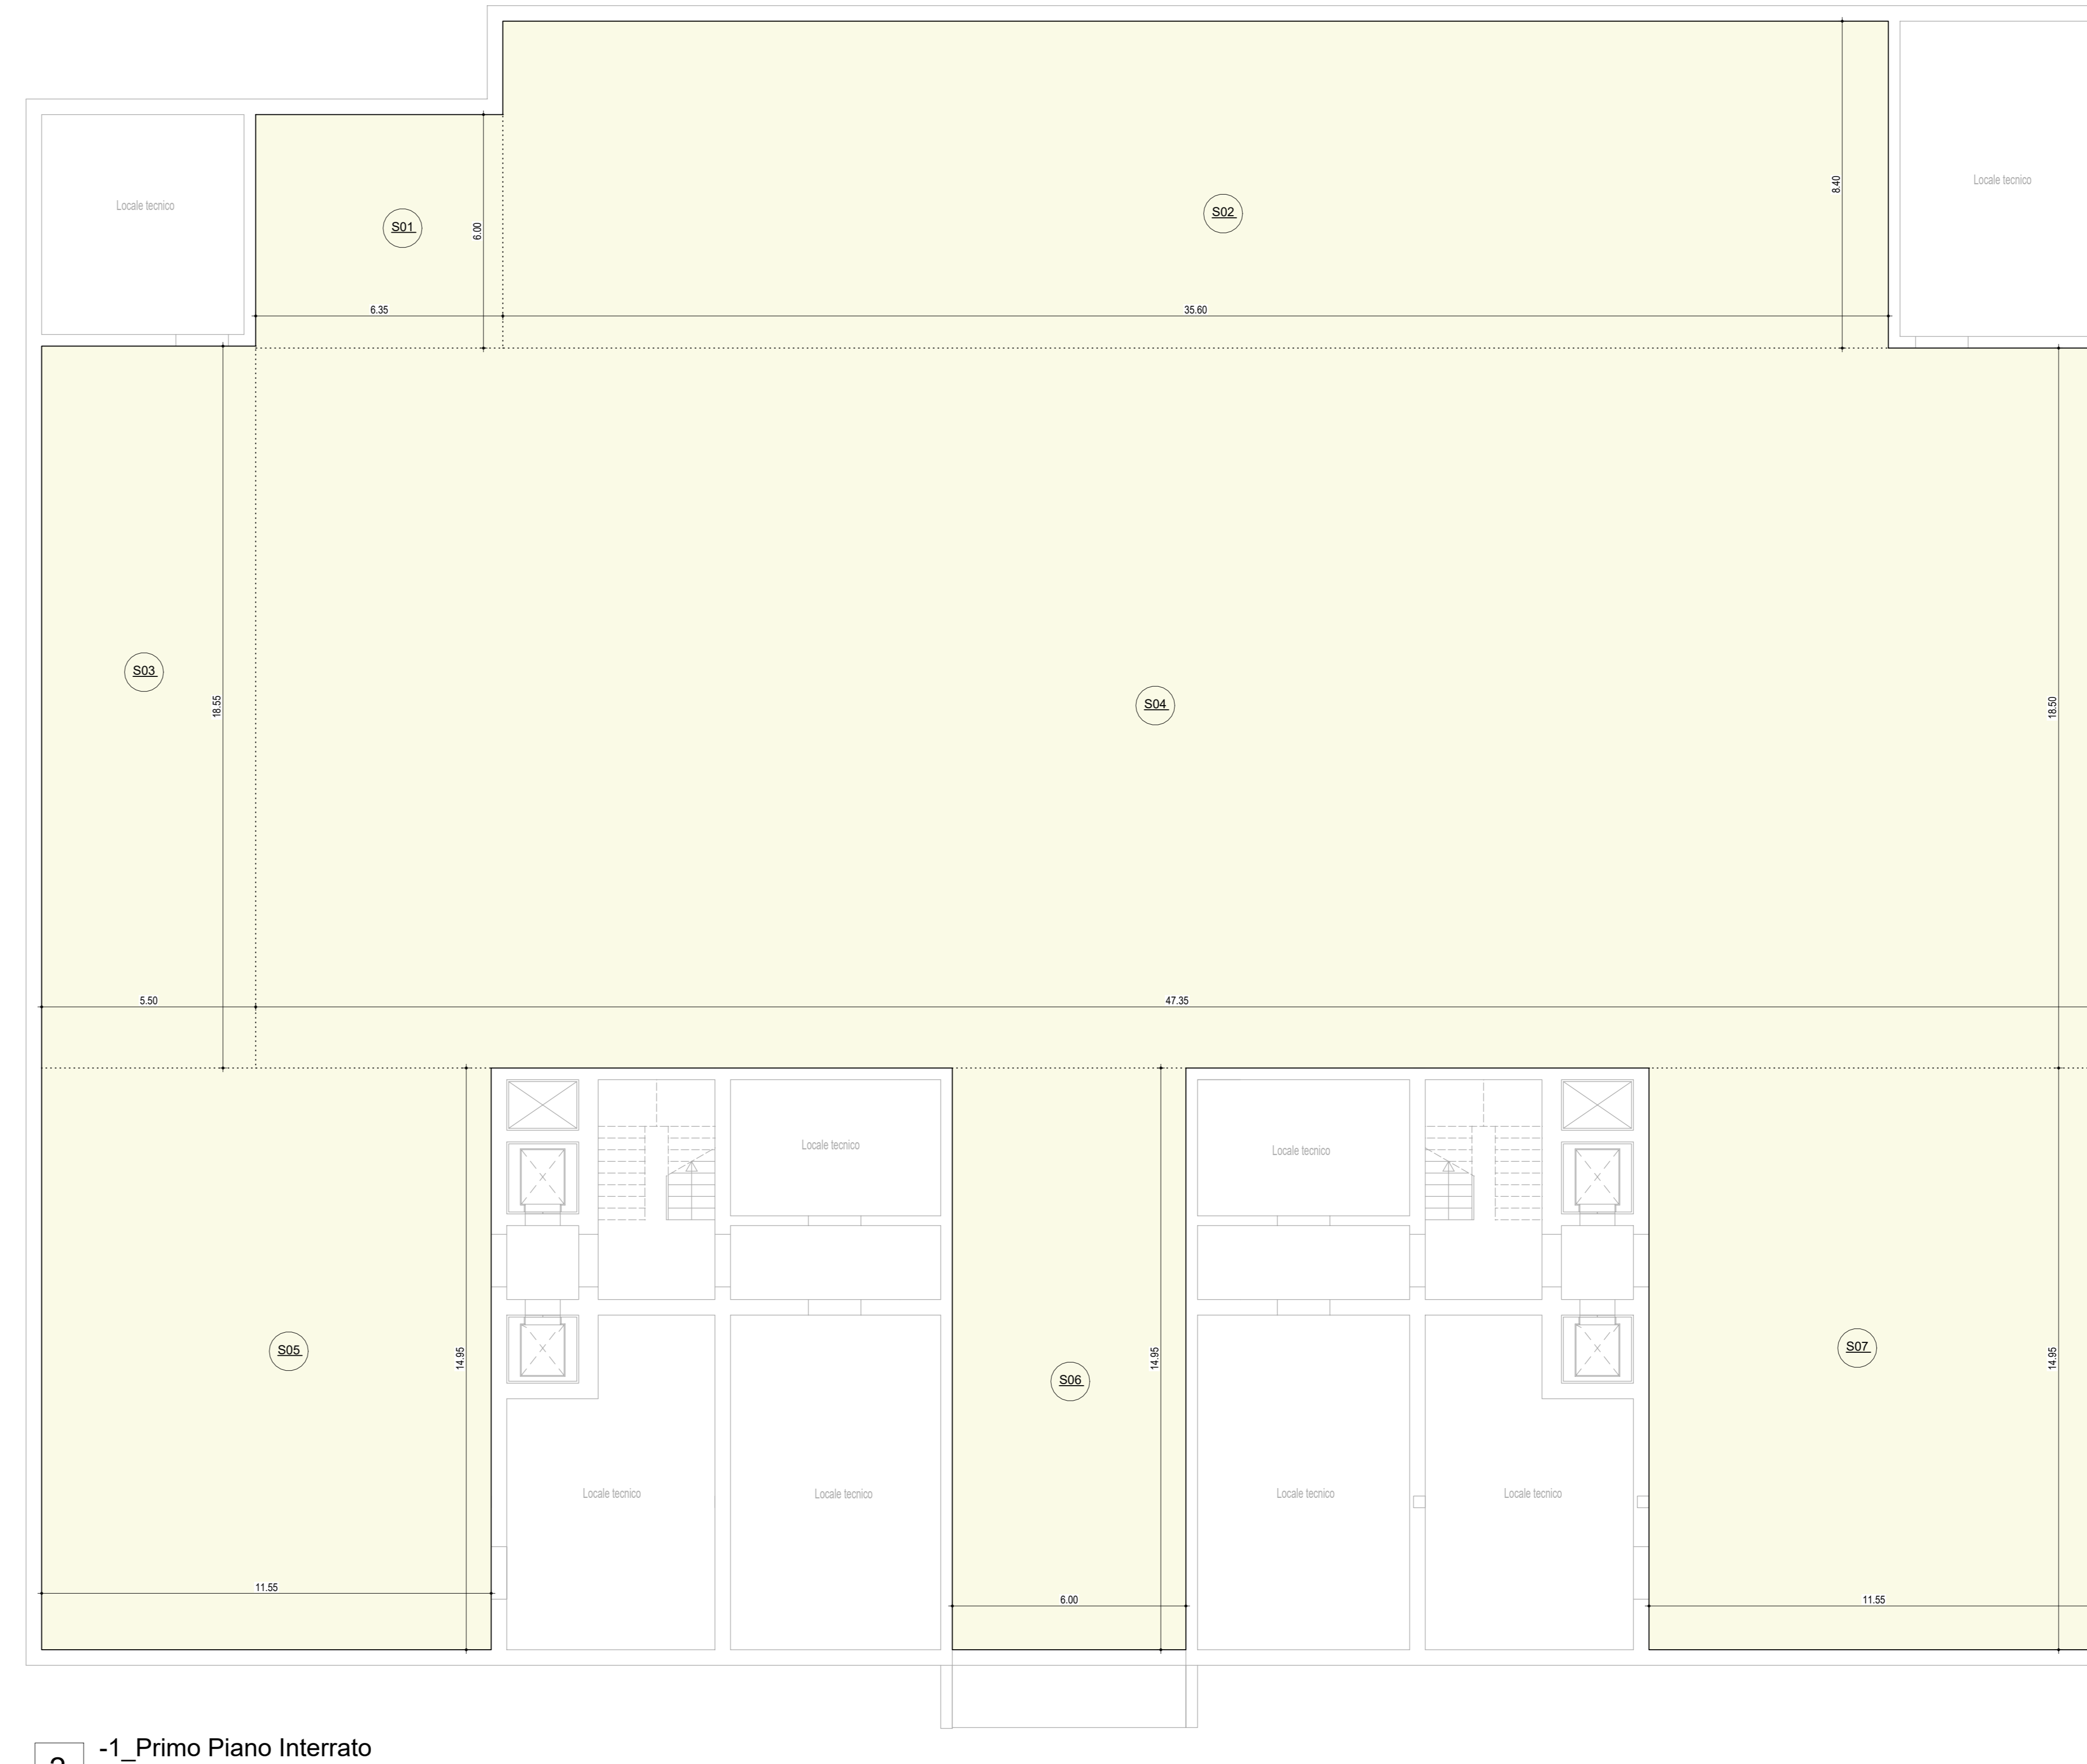 8.40
Locale tecnico
Locale tecnico
S01
S02
6.00
6.35
35.60
S03
S04
18.55
18.50
5.50
47.35
Locale tecnico
Locale tecnico
S05
14.95
14.95
S06
S07
14.95
Locale tecnico
Locale tecnico
Locale tecnico
Locale tecnico
11.55
6.00
11.55
-1_Primo Piano Interrato